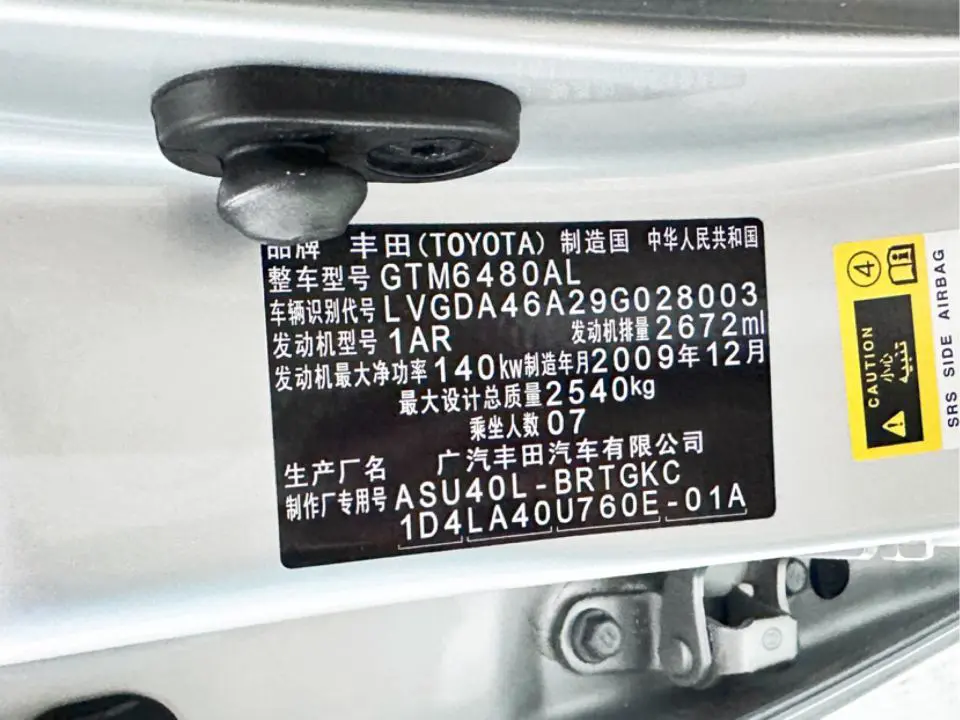 品牌 丰田(TOYOTA) 制造国 中华人民共和国
整车型号 GTM6480AL
车辆识别代号 LVGDA46A29G028003
发动机型号 1AR 发动机排量 2672ml
发动机最大净功率 140kw 制造年月 2009年12月
最大设计总质量 2540kg
乘坐人数 07
生产厂名 广汽丰田汽车有限公司
制作厂专用号 ASU40L-BRTGKC
1D4LA40U760E-01A
4
CAUTION
小心
تنبيه
SRS SIDE AIRBAG